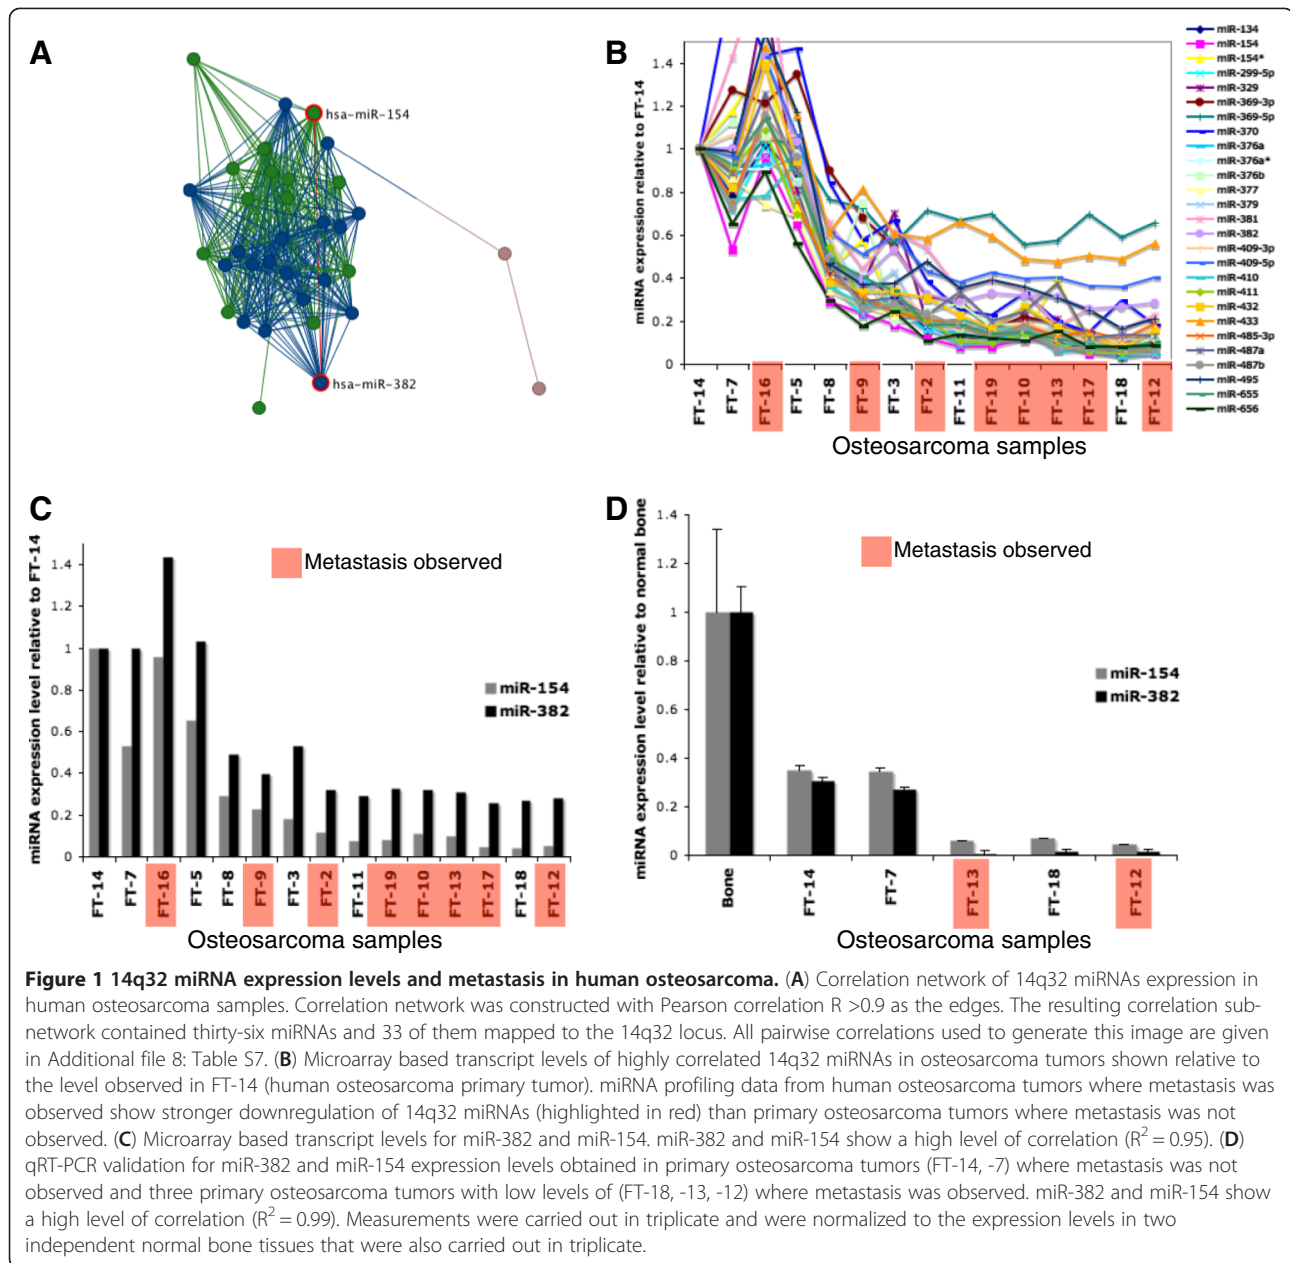 A
hsa-miR-154
hsa-miR-382
B
miRNA expression relative to FT-14
1.4
1.2
1
0.8
0.6
0.4
0.2
0
FT-14
FT-7
FT-16
FT-5
FT-8
FT-9
FT-3
FT-2
FT-11
FT-19
FT-10
FT-13
FT-17
FT-18
FT-12
Osteosarcoma samples
miR-134
miR-154
miR-154*
miR-299-5p
miR-329
miR-369-3p
miR-369-5p
miR-370
miR-376a
miR-376a*
miR-376b
miR-377
miR-379
miR-381
miR-382
miR-409-3p
miR-409-5p
miR-410
miR-411
miR-432
miR-433
miR-485-3p
miR-487a
miR-487b
miR-495
miR-655
miR-656
C
miRNA expression level relative to FT-14
1.4
1.2
1
0.8
0.6
0.4
0.2
0
Metastasis observed
miR-154
miR-382
FT-14
FT-7
FT-16
FT-5
FT-8
FT-9
FT-3
FT-2
FT-11
FT-19
FT-10
FT-13
FT-17
FT-18
FT-12
Osteosarcoma samples
D
miRNA expression level relative to normal bone
1.4
1.2
1
0.8
0.6
0.4
0.2
0
Metastasis observed
miR-154
miR-382
Bone
FT-14
FT-7
FT-13
FT-18
FT-12
Osteosarcoma samples
Figure 1 14q32 miRNA expression levels and metastasis in human osteosarcoma. (A) Correlation network of 14q32 miRNAs expression in
human osteosarcoma samples. Correlation network was constructed with Pearson correlation R >0.9 as the edges. The resulting correlation sub-
network contained thirty-six miRNAs and 33 of them mapped to the 14q32 locus. All pairwise correlations used to generate this image are given
in Additional file 8: Table S7. (B) Microarray based transcript levels of highly correlated 14q32 miRNAs in osteosarcoma tumors shown relative to
the level observed in FT-14 (human osteosarcoma primary tumor). miRNA profiling data from human osteosarcoma tumors where metastasis was
observed show stronger downregulation of 14q32 miRNAs (highlighted in red) than primary osteosarcoma tumors where metastasis was not
observed. (C) Microarray based transcript levels for miR-382 and miR-154. miR-382 and miR-154 show a high level of correlation (R² = 0.95). (D)
qRT-PCR validation for miR-382 and miR-154 expression levels obtained in primary osteosarcoma tumors (FT-14, -7) where metastasis was not
observed and three primary osteosarcoma tumors with low levels of (FT-18, -13, -12) where metastasis was observed. miR-382 and miR-154 show
a high level of correlation (R² = 0.99). Measurements were carried out in triplicate and were normalized to the expression levels in two
independent normal bone tissues that were also carried out in triplicate.